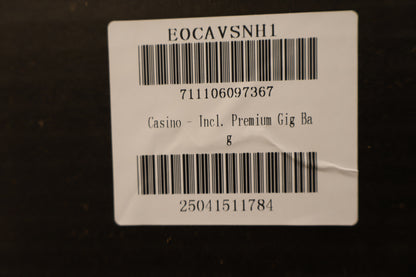 EOCAVSNH1
711106097367
Casino - Incl. Premium Gig Ba
g
25041511784